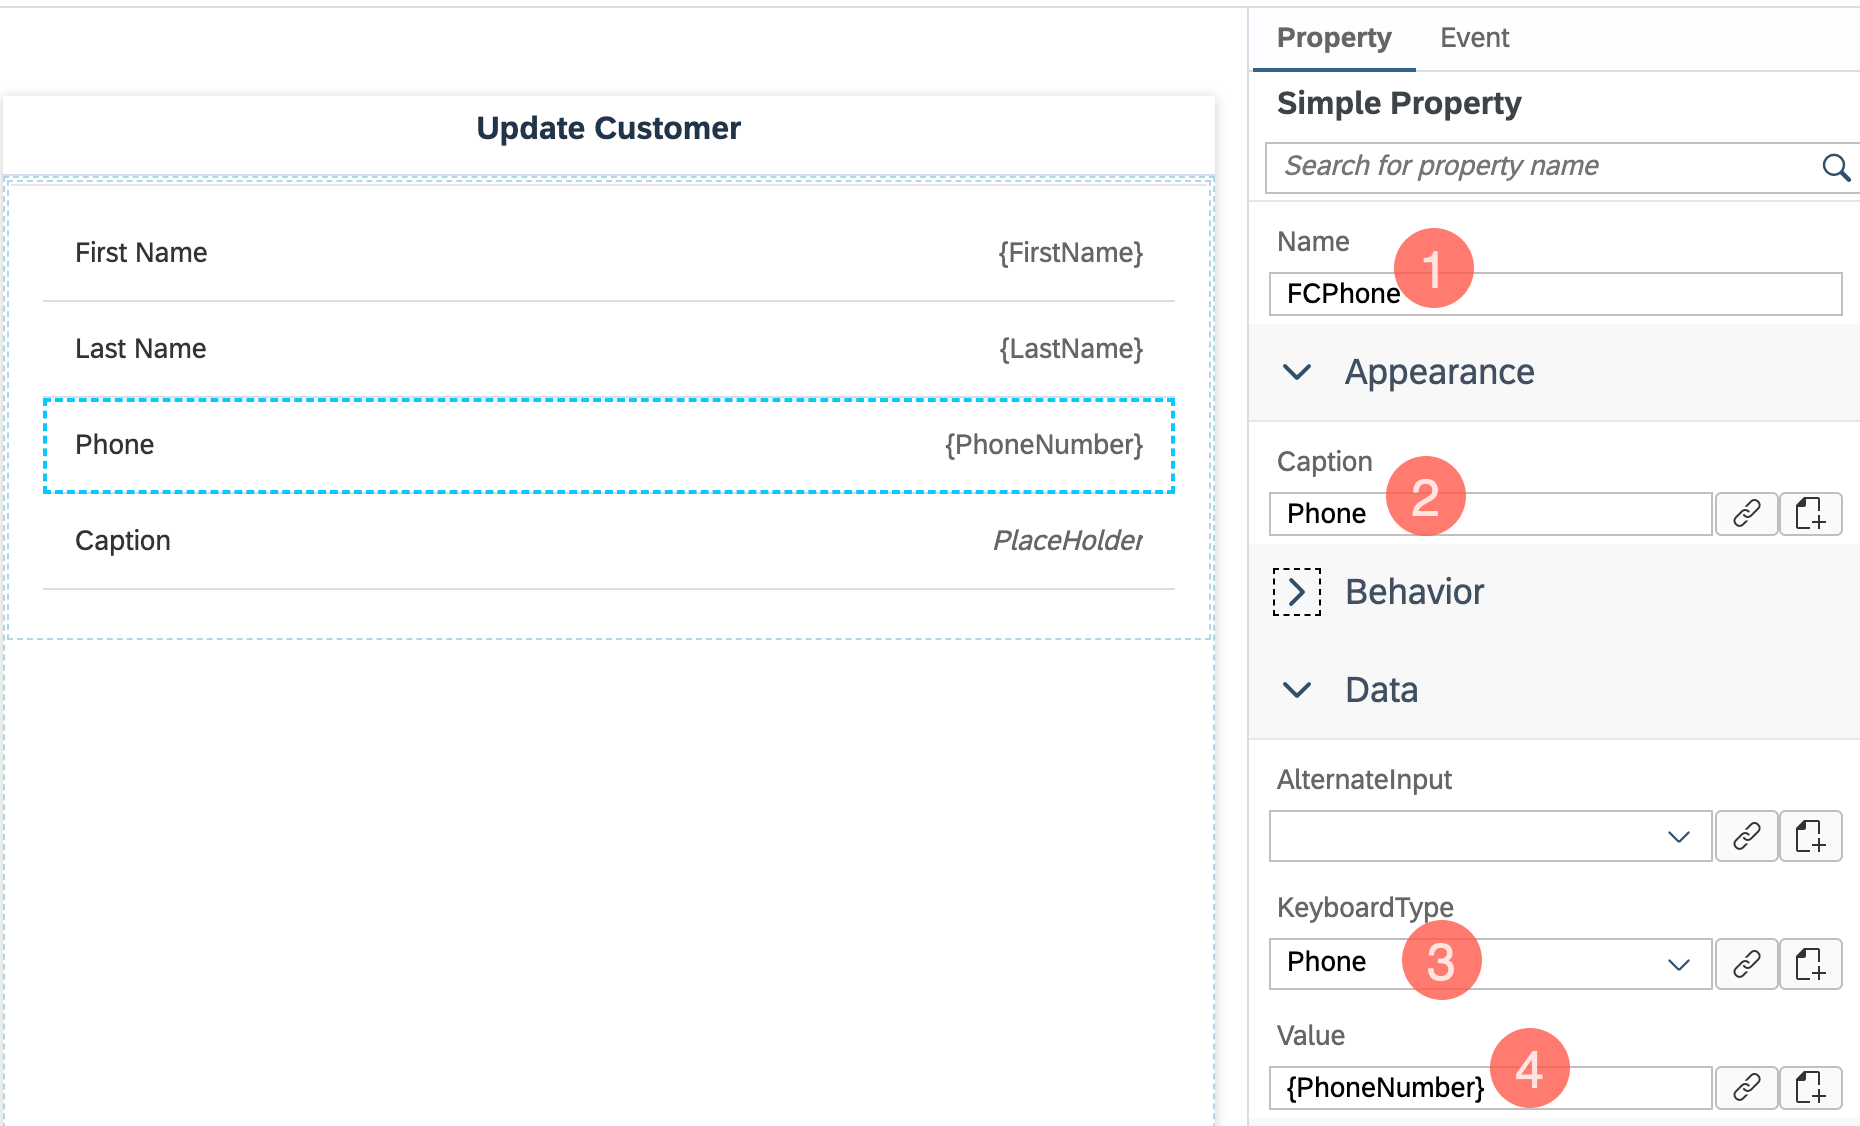 Update Customer
First Name {FirstName}
Last Name {LastName}
Phone {PhoneNumber}
Caption PlaceHolder
Property Event
Simple Property
Search for property name
Name
1
FCPhone
Appearance
Caption
2
Phone
Behavior
Data
AlternateInput
KeyboardType
Phone 3
Value
4
{PhoneNumber}